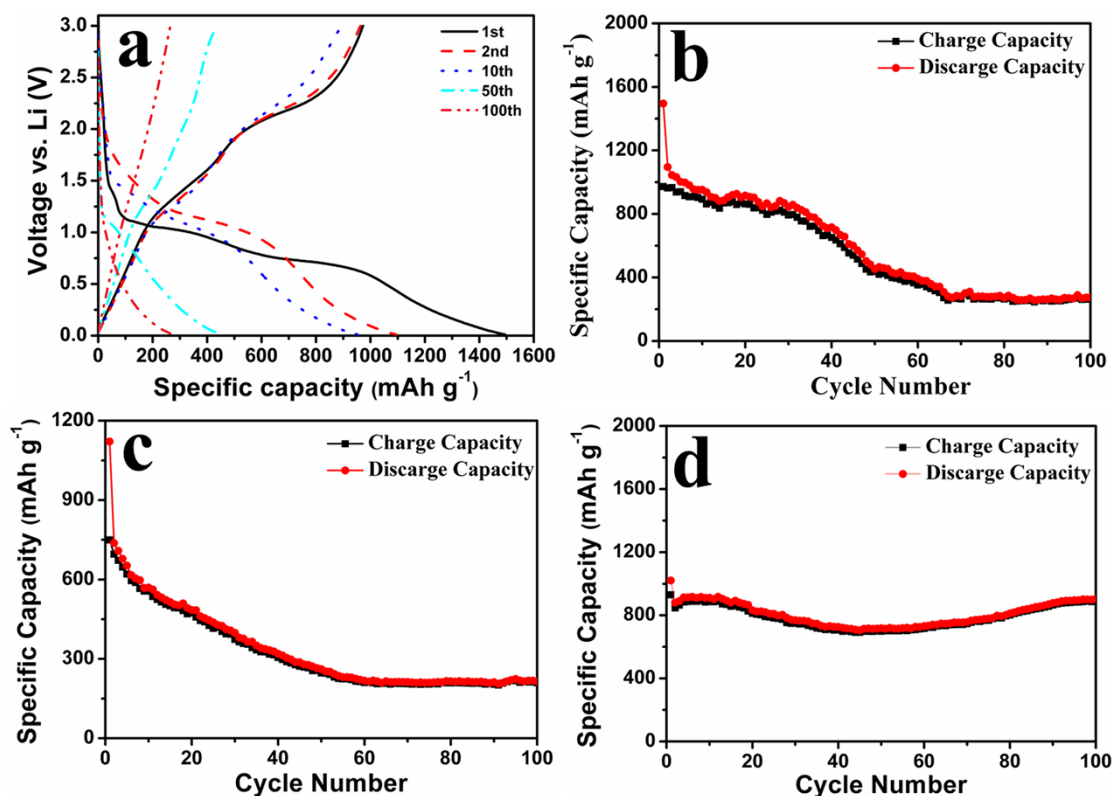 a
1st
2nd
10th
50th
100th
3.0
2.5
2.0
1.5
1.0
0.5
0.0
Voltage vs. Li (V)
0 200 400 600 800 1000 1200 1400 1600
Specific capacity (mAh g⁻¹)
b
Charge Capacity
Discarge Capacity
2000
1600
1200
800
400
0
Specific Capacity (mAh g⁻¹)
0 20 40 60 80 100
Cycle Number
c
Charge Capacity
Discarge Capacity
1200
900
600
300
0
Specific Capacity (mAh g⁻¹)
0 20 40 60 80 100
Cycle Number
d
Charge Capacity
Discarge Capacity
2000
1600
1200
800
400
0
Specific Capacity (mAh g⁻¹)
0 20 40 60 80 100
Cycle Number